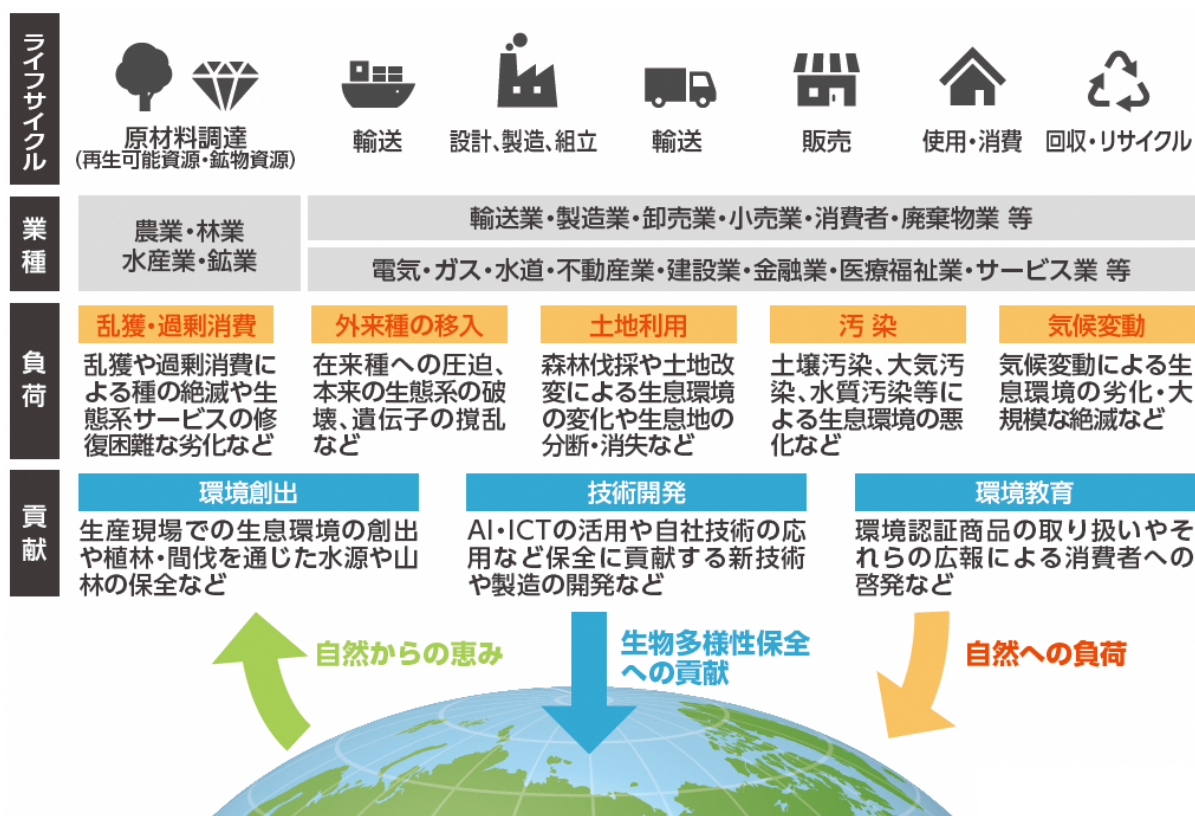 ライフサイクル
原材料調達
(再生可能資源・鉱物資源)
輸送
設計、製造、組立
輸送
販売
使用・消費
回収・リサイクル
業種
農業・林業
水産業・鉱業
輸送業・製造業・卸売業・小売業・消費者・廃棄物業 等
電気・ガス・水道・不動産業・建設業・金融業・医療福祉業・サービス業 等
負荷
乱獲・過剰消費
乱獲や過剰消費に
よる種の絶滅や生
態系サービスの修
復困難な劣化など
外来種の移入
在来種への圧迫、
本来の生態系の破
壊、遺伝子の撹乱
など
土地利用
森林伐採や土地改
変による生息環境
の変化や生息地の
分断・消失など
汚 染
土壌汚染、大気汚
染、水質汚染等に
よる生息環境の悪
化など
気候変動
気候変動による生
息環境の劣化・大
規模な絶滅など
貢献
環境創出
生産現場での生息環境の創出
や植林・間伐を通じた水源や山
林の保全など
技術開発
AI・ICTの活用や自社技術の応
用など保全に貢献する新技術
や製造の開発など
環境教育
環境認証商品の取り扱いやそ
れらの広報による消費者への
啓発など
自然からの恵み
生物多様性保全
への貢献
自然への負荷